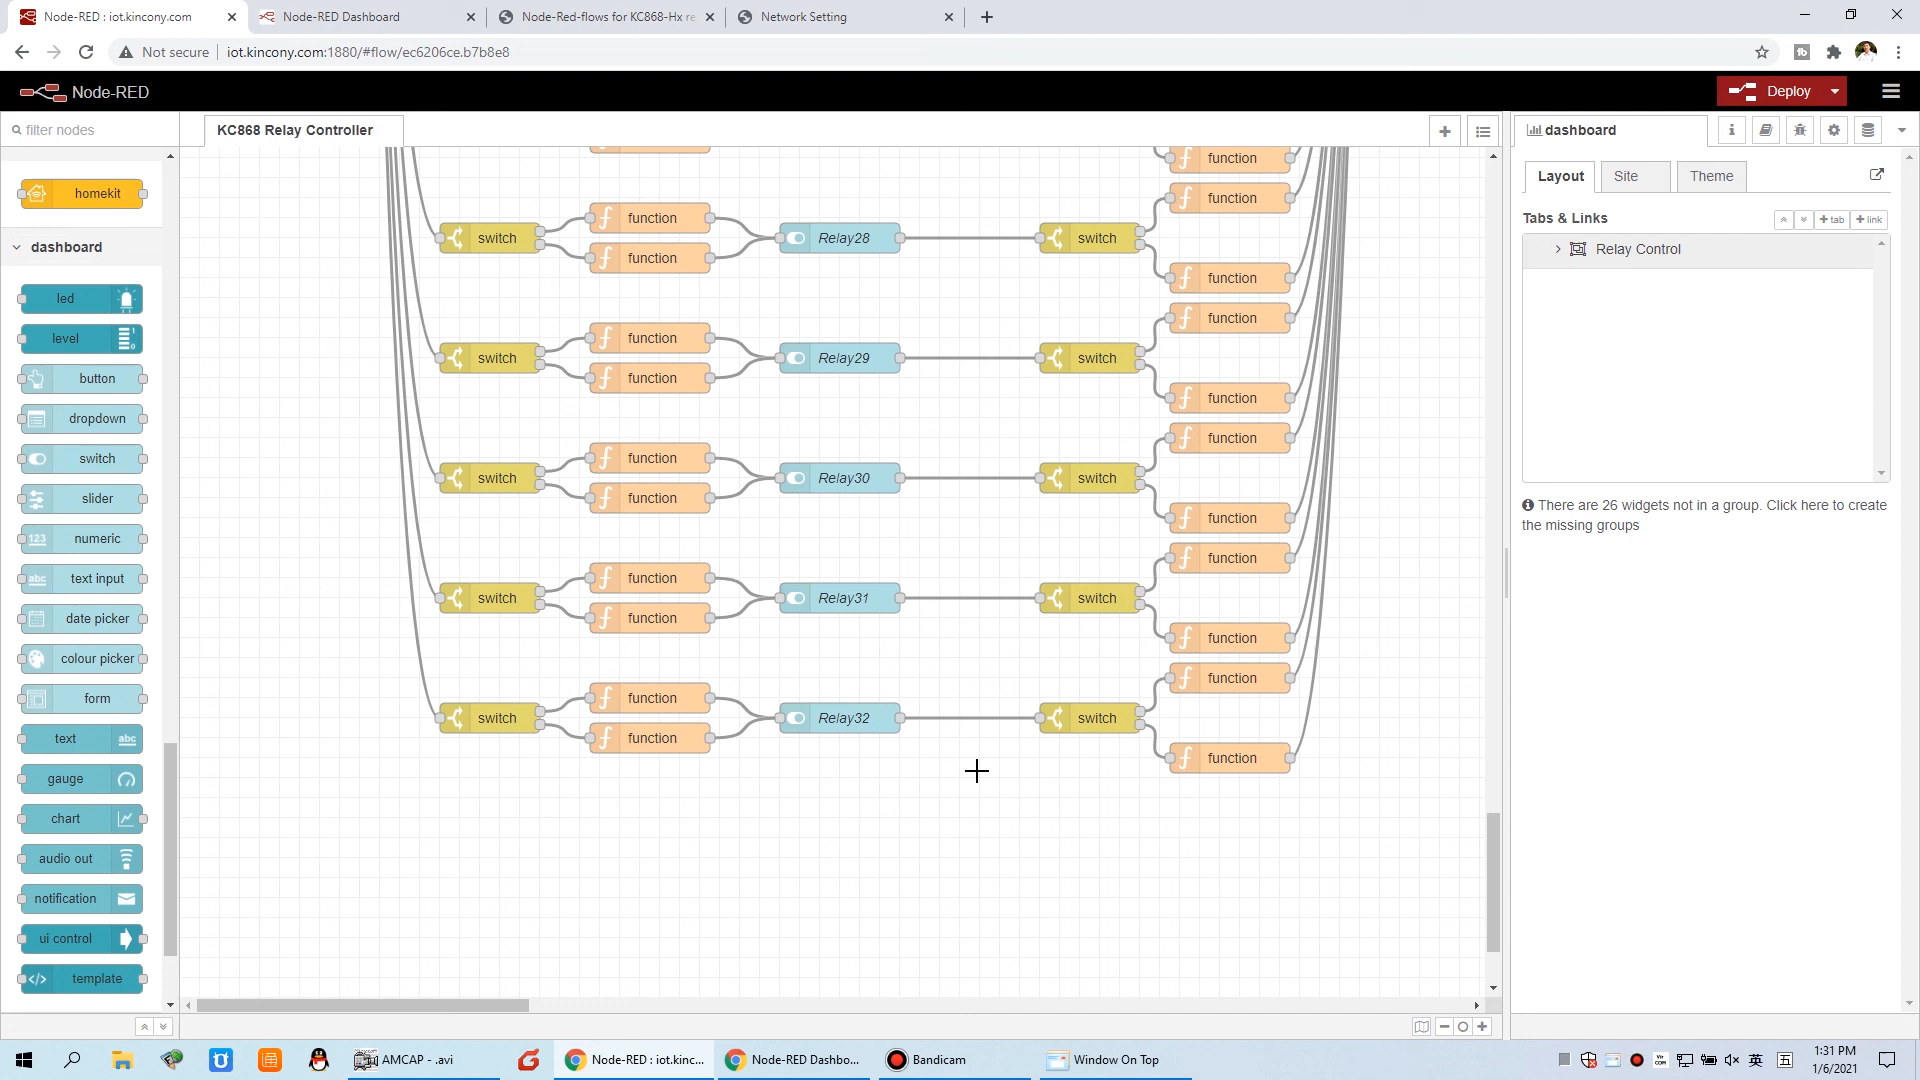 Node-RED : iot.kincony.com
Node-RED Dashboard
Node-Red-flows for KC868-Hx re
Network Setting
Not secure
iot.kincony.com:1880/#flow/ec6206ce.b7b8e8
Node-RED
Deploy
filter nodes
KC868 Relay Controller
dashboard
homekit
dashboard
led
level
button
dropdown
switch
slider
numeric
text input
date picker
colour picker
form
text
gauge
chart
audio out
notification
ui control
template
123
abc
abc
function
function
switch
function
function
Relay28
switch
function
function
switch
function
function
Relay29
switch
function
function
switch
function
function
Relay30
switch
function
function
switch
function
function
Relay31
switch
function
function
switch
function
function
Relay32
switch
function
function
Layout
Site
Theme
Tabs & Links
tab
link
Relay Control
There are 26 widgets not in a group. Click here to create
the missing groups
AMCAP - .avi
Node-RED : iot.kinc...
Node-RED Dashbo...
Bandicam
Window On Top
英
五
1:31 PM
1/6/2021